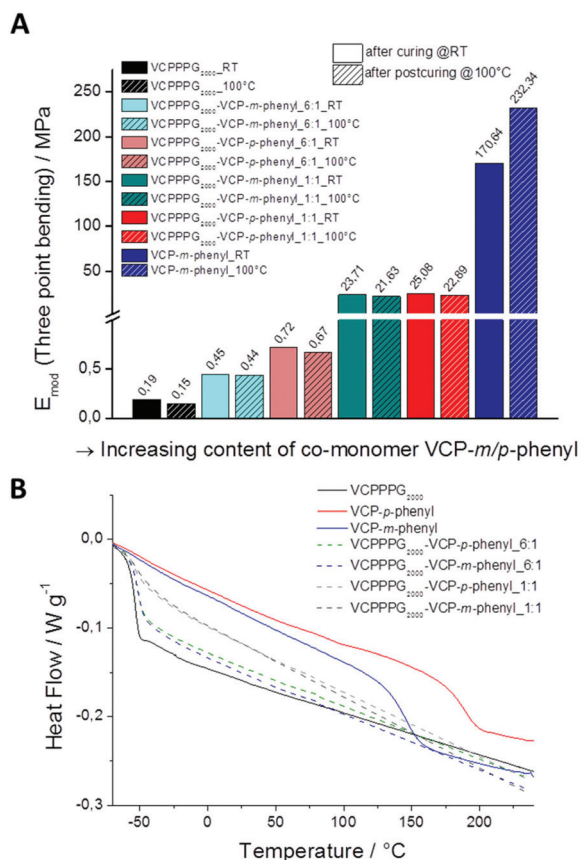 A
VCPPPG2000_RT
VCPPPG2000_100°C
VCPPPG2000-VCP-m-phenyl_6:1_RT
VCPPPG2000-VCP-m-phenyl_6:1_100°C
VCPPPG2000-VCP-p-phenyl_6:1_RT
VCPPPG2000-VCP-p-phenyl_6:1_100°C
VCPPPG2000-VCP-m-phenyl_1:1_RT
VCPPPG2000-VCP-m-phenyl_1:1_100°C
VCPPPG2000-VCP-p-phenyl_1:1_RT
VCPPPG2000-VCP-p-phenyl_1:1_100°C
VCP-m-phenyl_RT
VCP-m-phenyl_100°C
after curing @RT
after postcuring @100°C
Emod (Three point bending) / MPa
250
200
150
100
50
0,5
0,0
0,19
0,15
0,45
0,44
0,72
0,67
23,71
21,63
25,08
22,89
170,64
232,34
→ Increasing content of co-monomer VCP-m/p-phenyl
B
VCPPPG2000
VCP-p-phenyl
VCP-m-phenyl
VCPPPG2000-VCP-p-phenyl_6:1
VCPPPG2000-VCP-m-phenyl_6:1
VCPPPG2000-VCP-p-phenyl_1:1
VCPPPG2000-VCP-m-phenyl_1:1
Heat Flow / W g-1
0,0
-0,1
-0,2
-0,3
-50
0
50
100
150
200
Temperature / °C